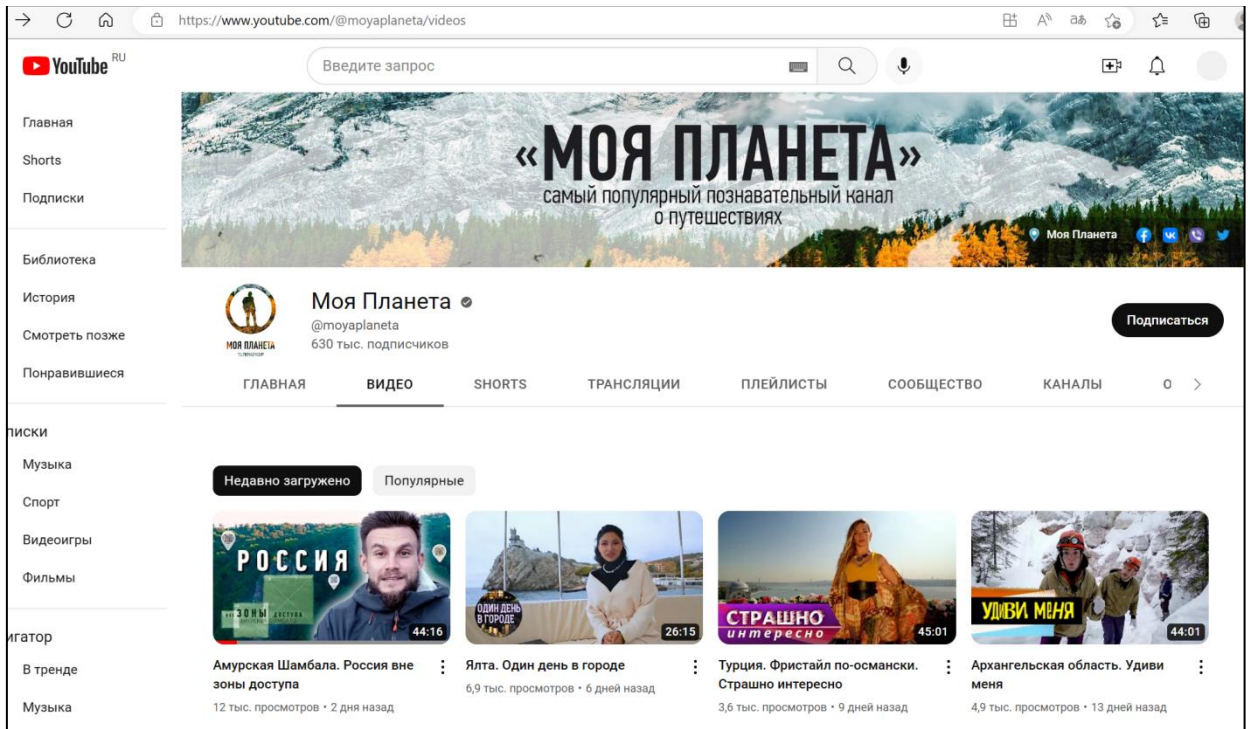 https://www.youtube.com/@moyaplaneta/videos
YouTube RU
Введите запрос
Главная
Shorts
Подписки
Библиотека
История
Смотреть позже
Понравившиеся
писки
Музыка
Спорт
Видеоигры
Фильмы
игатор
В тренде
Музыка
«МОЯ ПЛАНЕТА»
самый популярный познавательный канал
о путешествиях
Моя Планета
МОЯ ПЛАНЕТА
Моя Планета
@moyaplaneta
630 тыс. подписчиков
Подписаться
ГЛАВНАЯ ВИДЕО SHORTS ТРАНСЛЯЦИИ ПЛЕЙЛИСТЫ СООБЩЕСТВО КАНАЛЫ О
Недавно загружено Популярные
РОССИЯ
ЗОНЫ ДОСТУПА
44:16
Амурская Шамбала. Россия вне
зоны доступа
12 тыс. просмотров • 2 дня назад
ОДИН ДЕНЬ
В ГОРОДЕ
26:15
Ялта. Один день в городе
6,9 тыс. просмотров • 6 дней назад
СТРАШНО
интересно
45:01
Турция. Фристайл по-османски.
Страшно интересно
3,6 тыс. просмотров • 9 дней назад
УДИВИ МЕНЯ
44:01
Архангельская область. Удиви
меня
4,9 тыс. просмотров • 13 дней назад